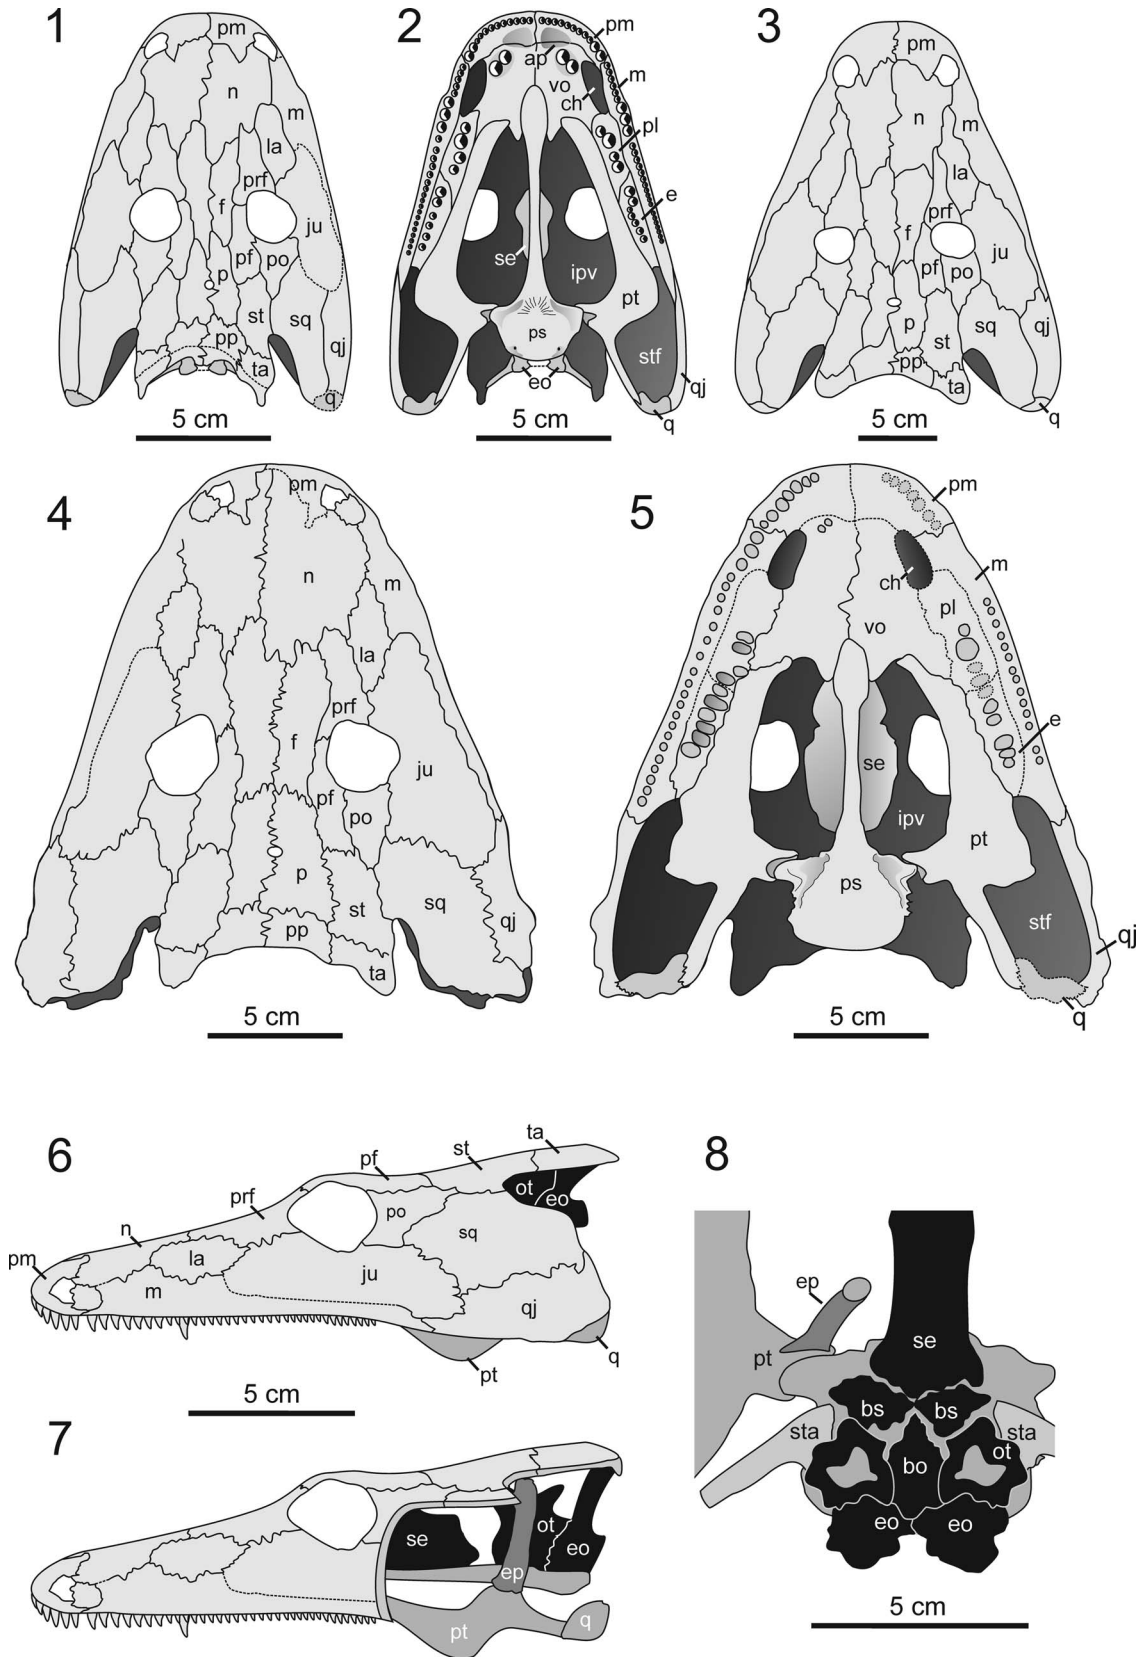 1
pm
n
m
la
prf
f
ju
pf
po
p
st
sq
pp
qj
ta
q
5 cm
2
pm
ap
m
vo
ch
pl
e
se
ipv
pt
ps
stf
eo
qj
q
5 cm
3
pm
n
m
la
prf
f
ju
pf
po
p
sq
qj
st
pp
ta
q
5 cm
4
pm
n
m
la
prf
f
ju
pf
po
p
sq
st
qj
pp
ta
5 cm
5
pm
m
ch
pl
vo
e
se
ipv
pt
ps
stf
qj
q
5 cm
6
ta
st
pf
ot
eo
prf
po
n
sq
la
pm
ju
m
qj
q
pt
5 cm
7
se
ot
eo
ep
q
pt
8
ep
se
pt
bs
bs
sta
sta
ot
bo
eo
eo
5 cm